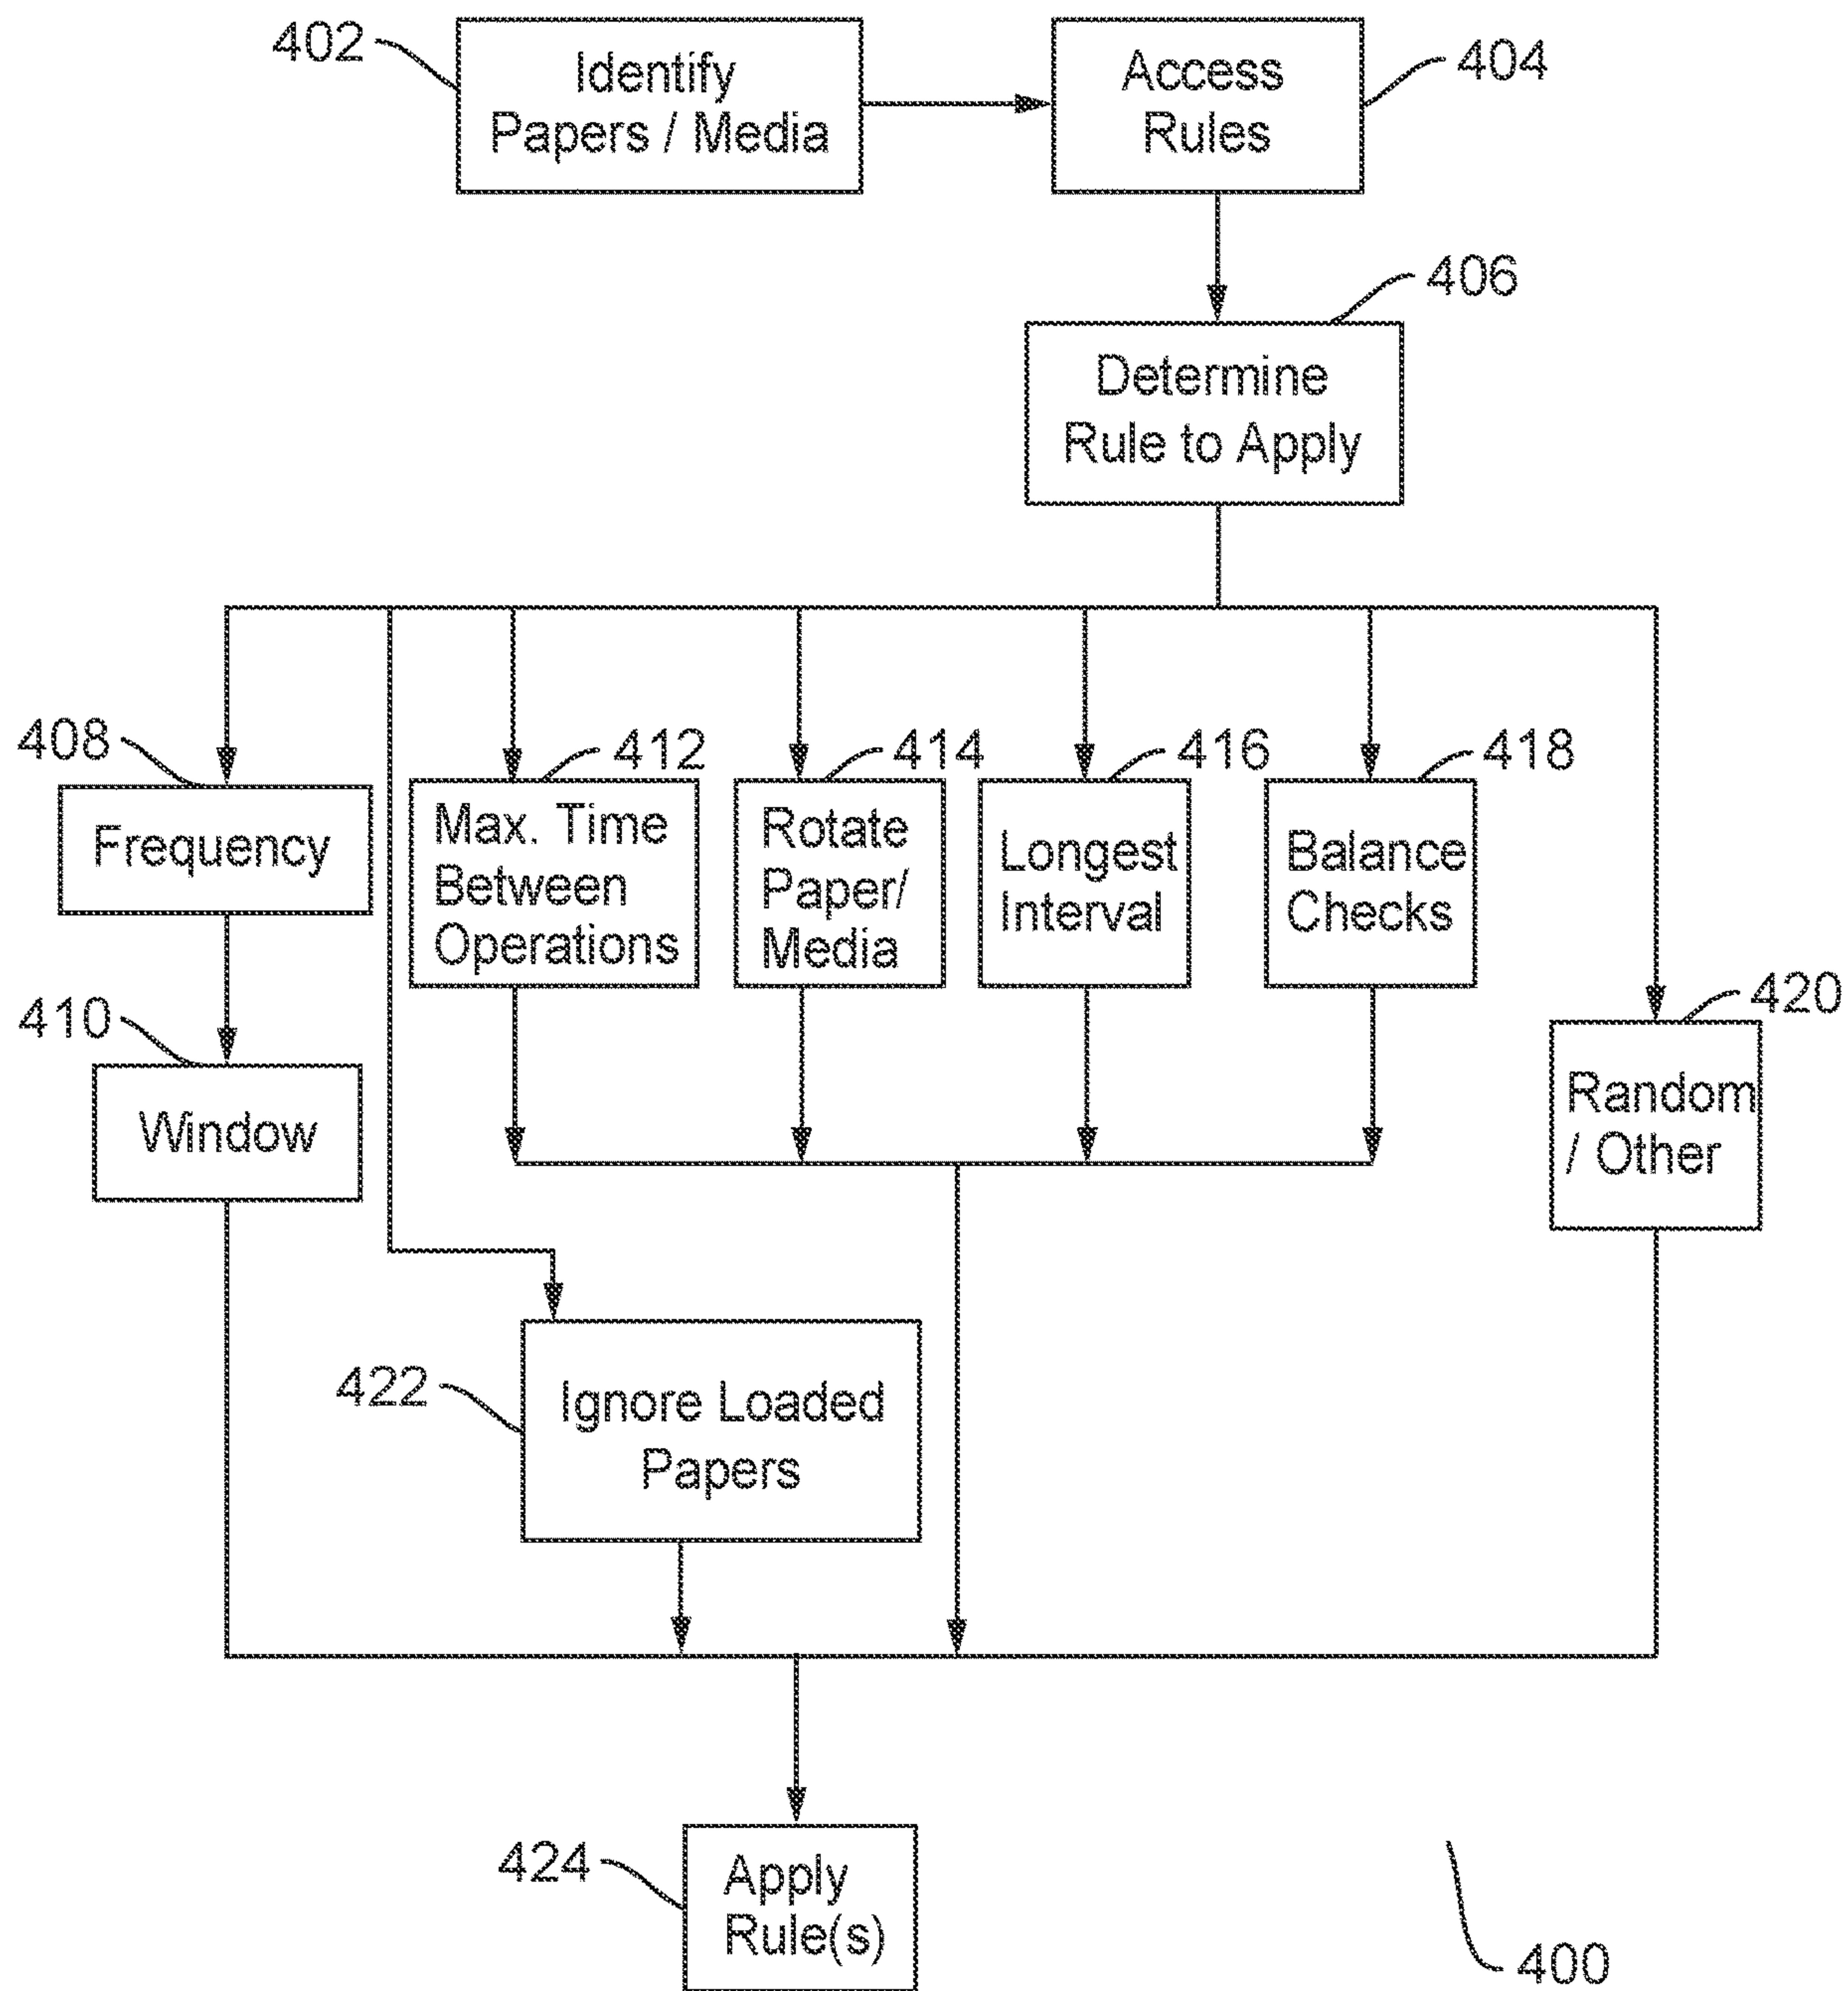 402
Identify
Papers / Media
Access
Rules
404
406
Determine
Rule to Apply
408
Frequency
412
Max. Time
Between
Operations
414
Rotate
Paper/
Media
416
Longest
Interval
418
Balance
Checks
410
Window
420
Random
/ Other
422
Ignore Loaded
Papers
424
Apply
Rule(s)
400